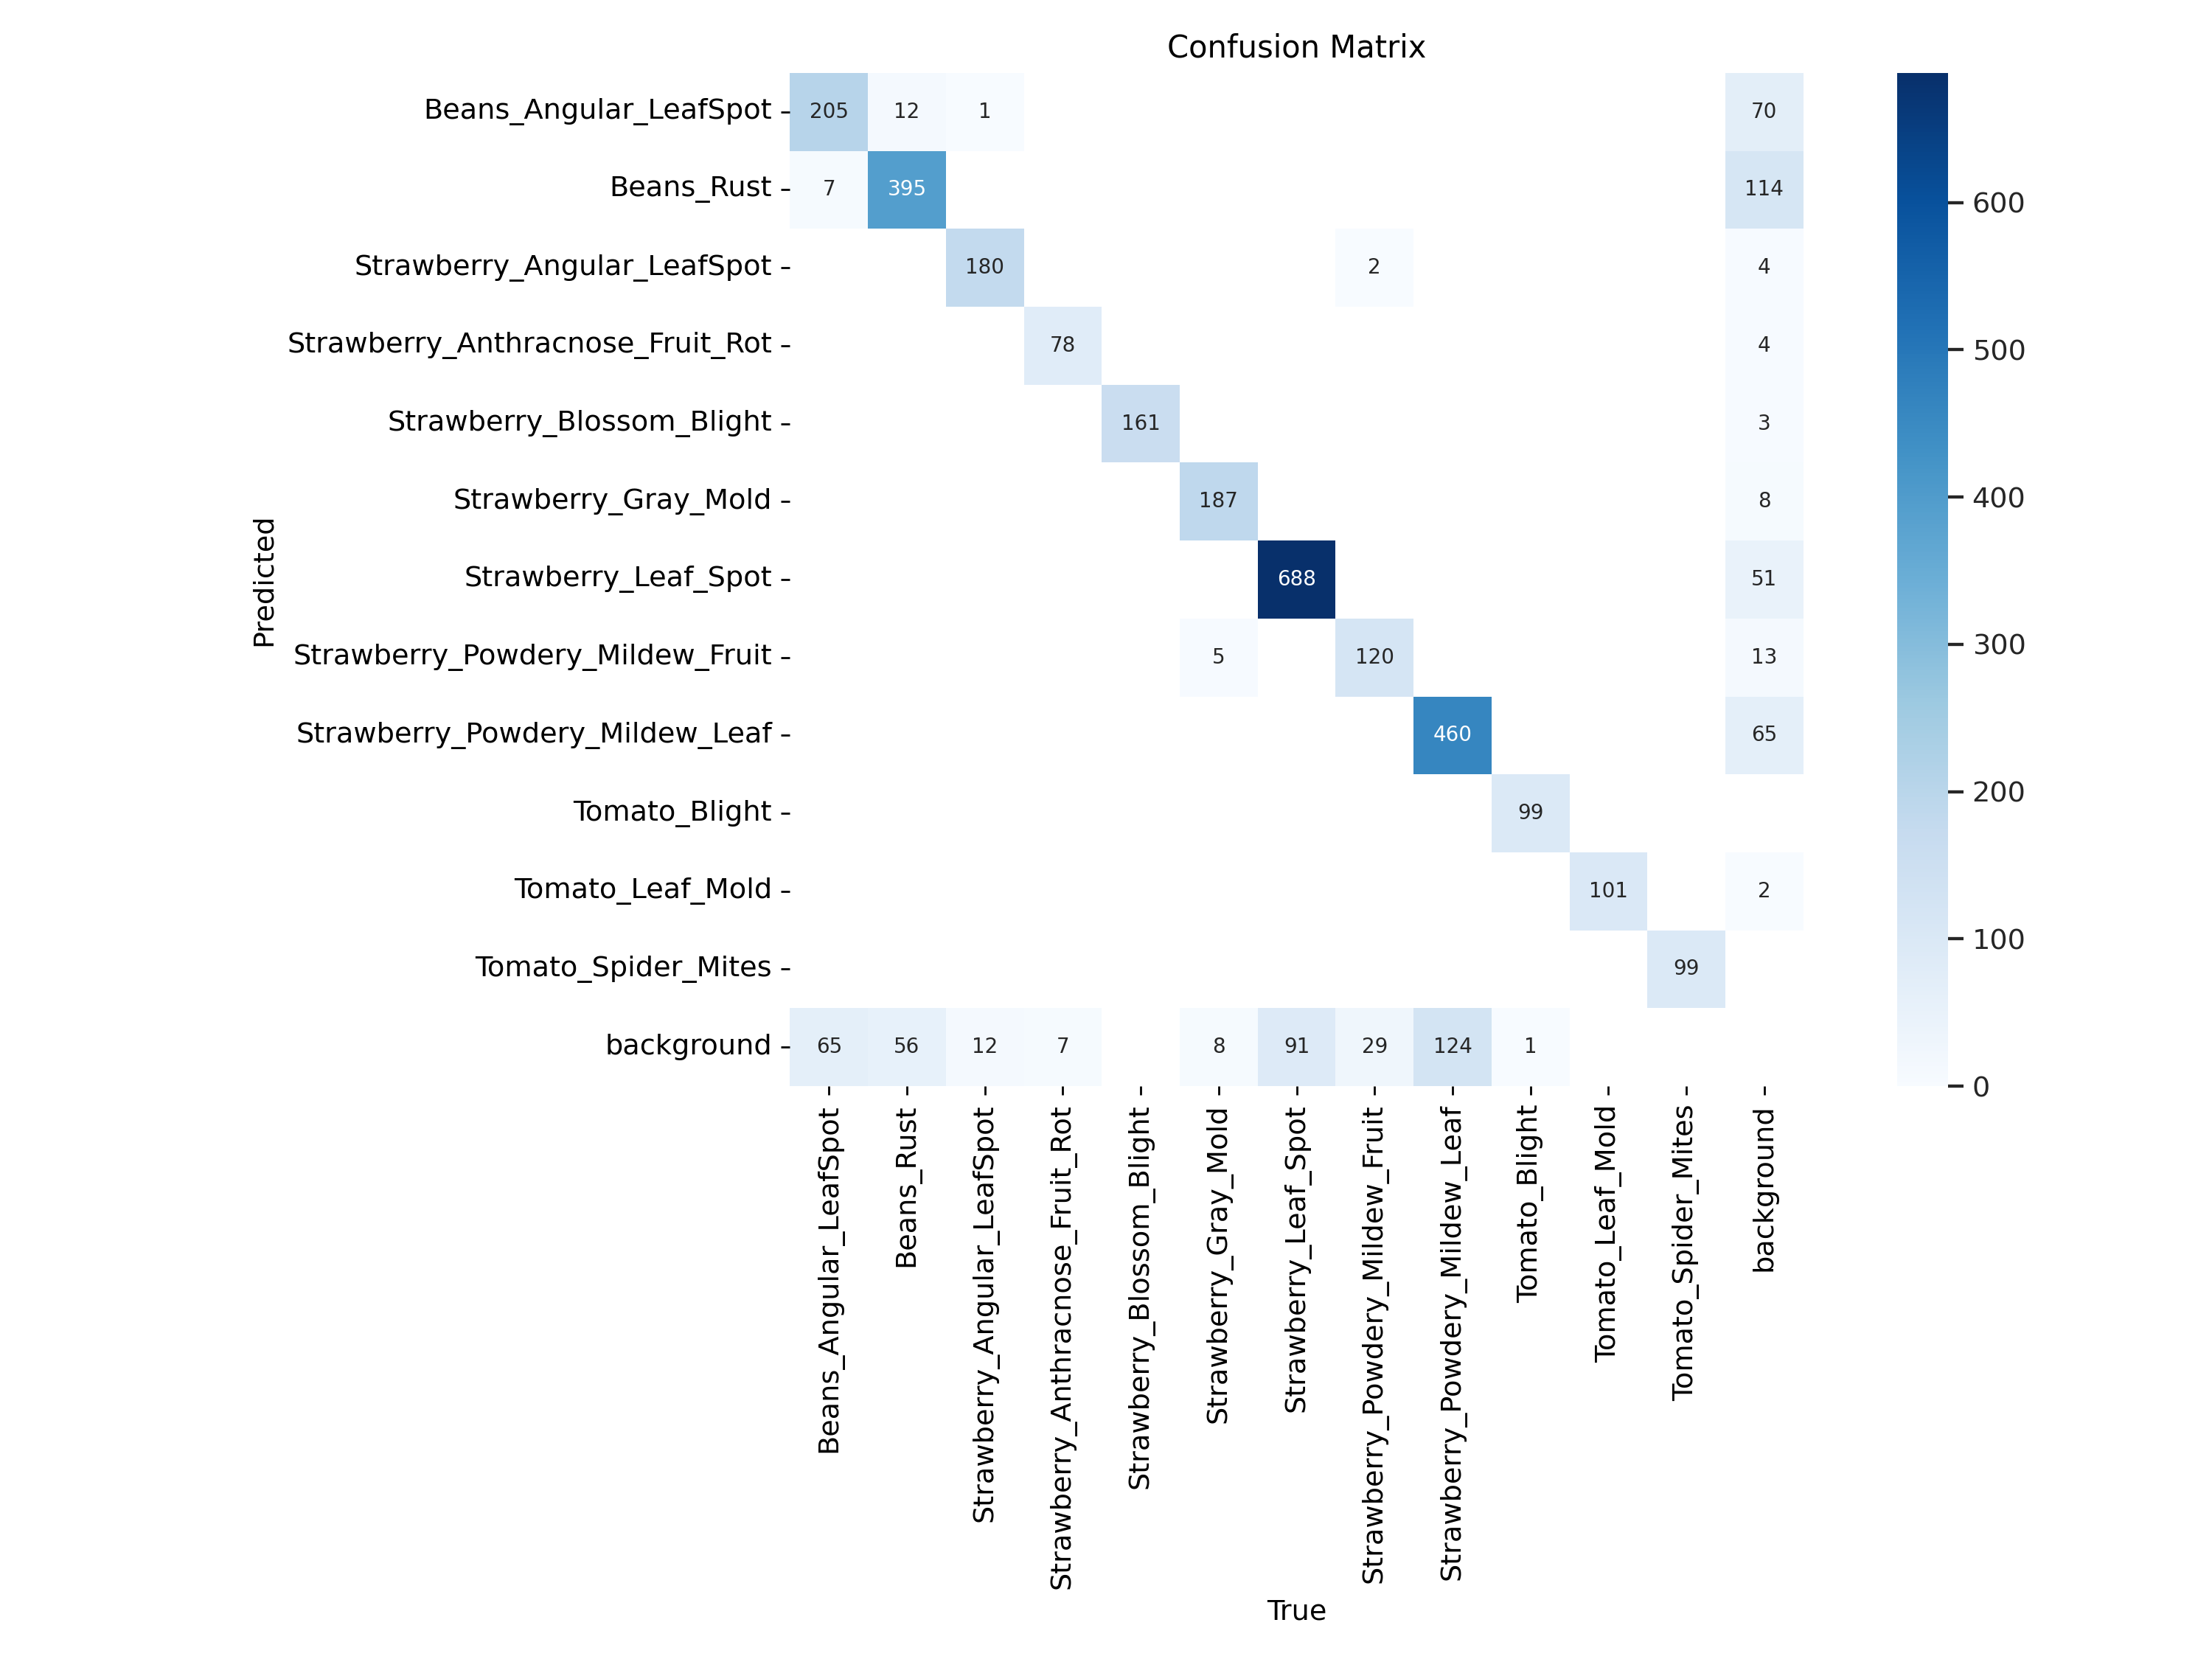 Confusion Matrix
Beans_Angular_LeafSpot 205 12 1 70
Beans_Rust 7 395 114
Strawberry_Angular_LeafSpot 180 2 4
Strawberry_Anthracnose_Fruit_Rot 78 4
Strawberry_Blossom_Blight 161 3
Strawberry_Gray_Mold 187 8
Strawberry_Leaf_Spot 688 51
Strawberry_Powdery_Mildew_Fruit 5 120 13
Strawberry_Powdery_Mildew_Leaf 460 65
Tomato_Blight 99
Tomato_Leaf_Mold 101 2
Tomato_Spider_Mites 99
background 65 56 12 7 8 91 29 124 1
Predicted
Beans_Angular_LeafSpot
Beans_Rust
Strawberry_Angular_LeafSpot
Strawberry_Anthracnose_Fruit_Rot
Strawberry_Blossom_Blight
Strawberry_Gray_Mold
Strawberry_Leaf_Spot
Strawberry_Powdery_Mildew_Fruit
Strawberry_Powdery_Mildew_Leaf
Tomato_Blight
Tomato_Leaf_Mold
Tomato_Spider_Mites
background
True
600
500
400
300
200
100
0